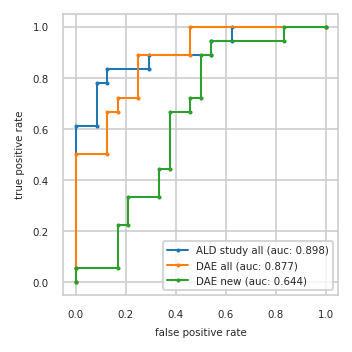 1.0
0.8
0.6
0.4
0.2
0.0
true positive rate
ALD study all (auc: 0.898)
DAE all (auc: 0.877)
DAE new (auc: 0.644)
0.0 0.2 0.4 0.6 0.8 1.0
false positive rate